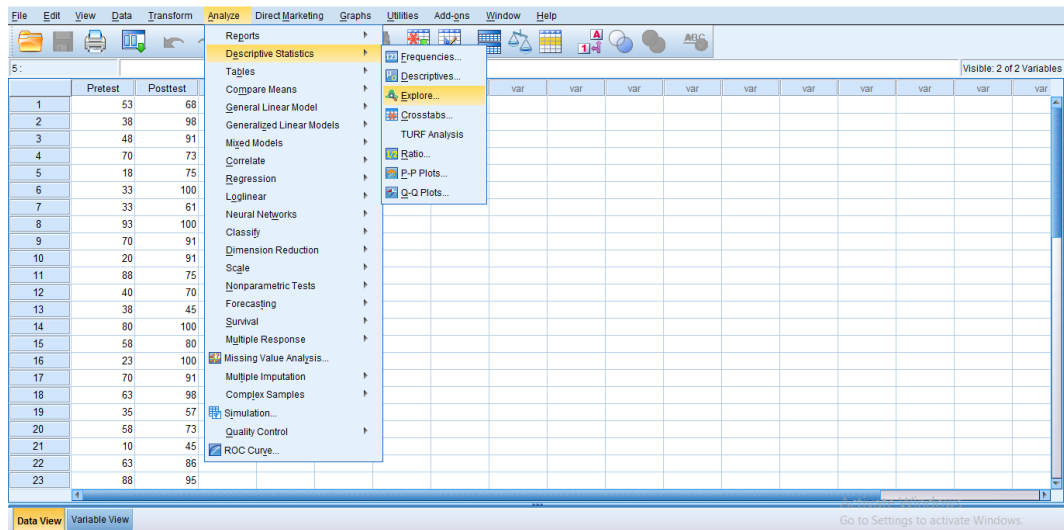 File Edit View Data Transform Analyze Direct Marketing Graphs Utilities Add-ons Window Help
5 :
Visible: 2 of 2 Variables
Reports
Descriptive Statistics
Tables
Compare Means
General Linear Model
Generalized Linear Models
Mixed Models
Correlate
Regression
Loglinear
Neural Networks
Classify
Dimension Reduction
Scale
Nonparametric Tests
Forecasting
Survival
Multiple Response
Missing Value Analysis...
Multiple Imputation
Complex Samples
Simulation...
Quality Control
ROC Curve...
Frequencies...
Descriptives...
Explore...
Crosstabs...
TURF Analysis
Ratio...
P-P Plots...
Q-Q Plots...
Pretest Posttest var var var var var var var var var var
1 53 68
2 38 98
3 48 91
4 70 73
5 18 75
6 33 100
7 33 61
8 93 100
9 70 91
10 20 91
11 88 75
12 40 70
13 38 45
14 80 100
15 58 80
16 23 100
17 70 91
18 63 98
19 35 57
20 58 73
21 10 45
22 63 86
23 88 95
Data View Variable View
Activate Windows
Go to Settings to activate Windows.